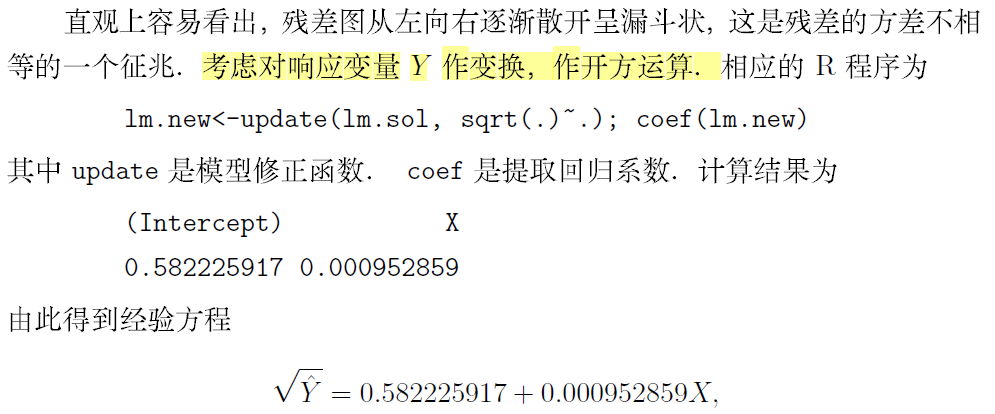 直观上容易看出，残差图从左向右逐渐散开呈漏斗状，这是残差的方差不相
等的一个征兆．考虑对响应变量 Y 作变换，作开方运算．相应的 R 程序为
lm.new<-update(lm.sol, sqrt(.)~.); coef(lm.new)
其中 update 是模型修正函数． coef 是提取回归系数．计算结果为
(Intercept) X
0.582225917 0.000952859
由此得到经验方程
√Ŷ = 0.582225917 + 0.000952859X,